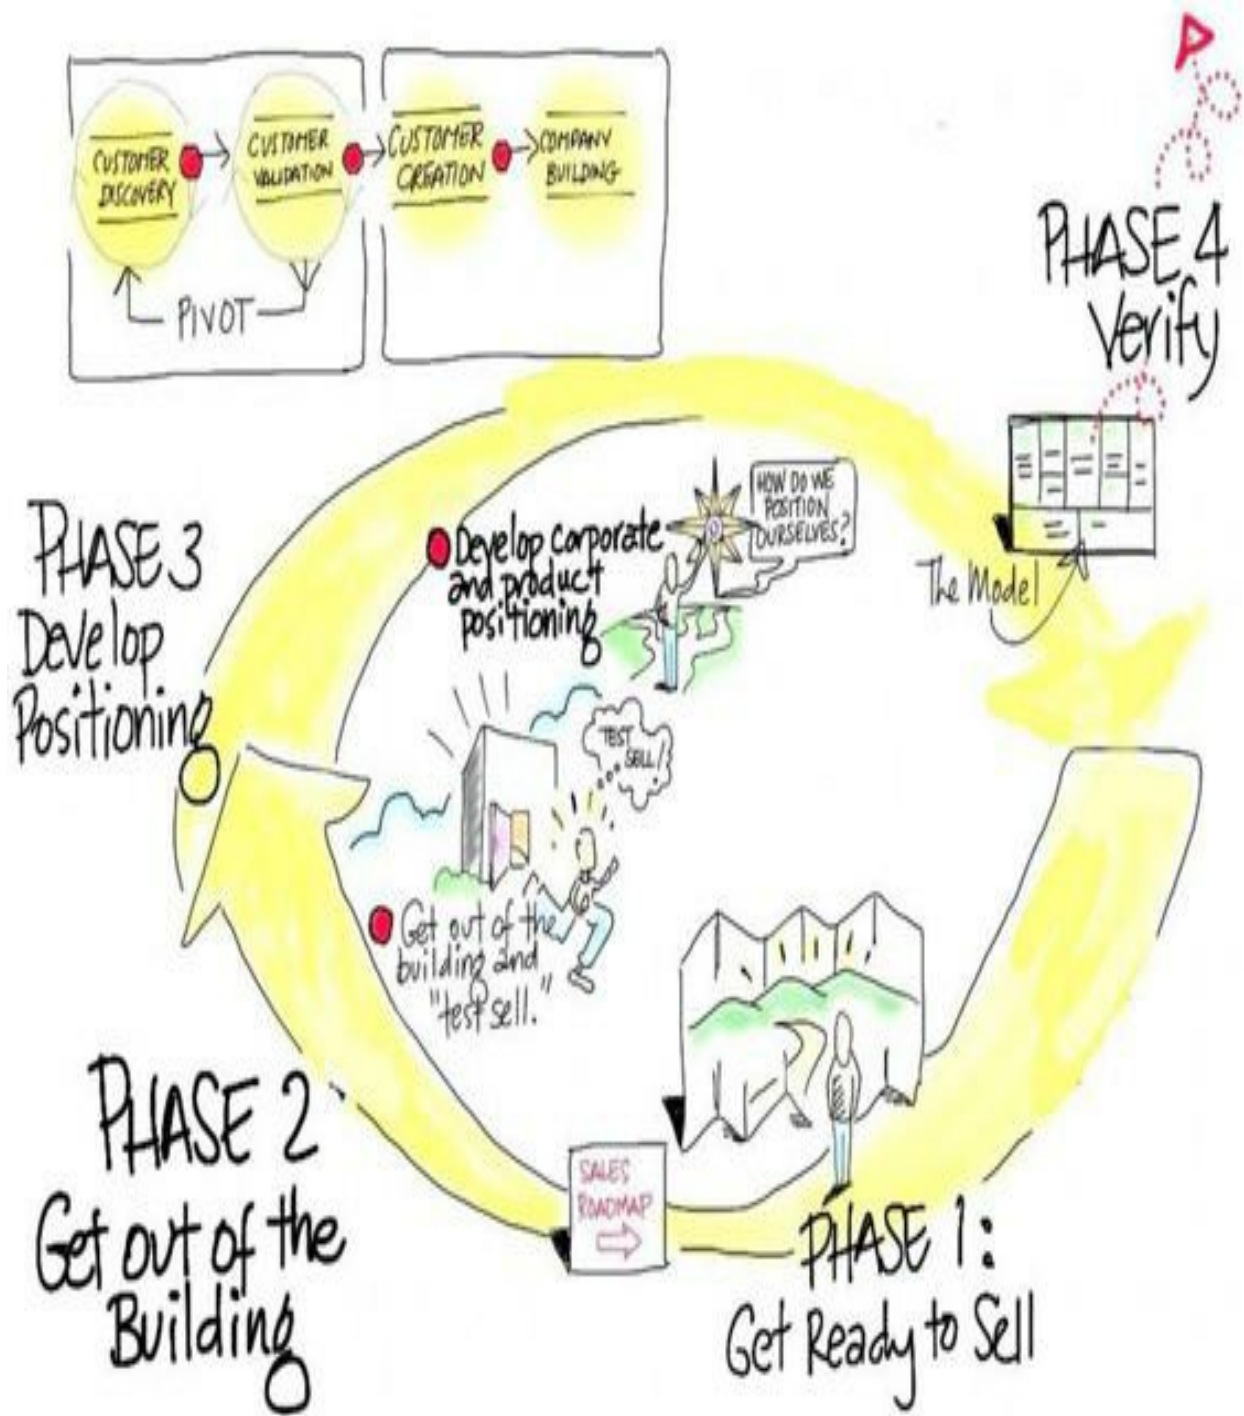 CUSTOMER
DISCOVERY
CUSTOMER
VALIDATION
CUSTOMER
CREATION
COMPANY
BUILDING
PIVOT
PHASE 4
Verify
The Model
HOW DO WE
POSITION
OURSELVES?
Develop corporate
and product
positioning
PHASE 3
Develop
Positioning
TEST
SELL!
Get out of the
building and
"test sell."
PHASE 2
Get out of the
Building
SALES
ROADMAP
PHASE 1:
Get Ready to Sell